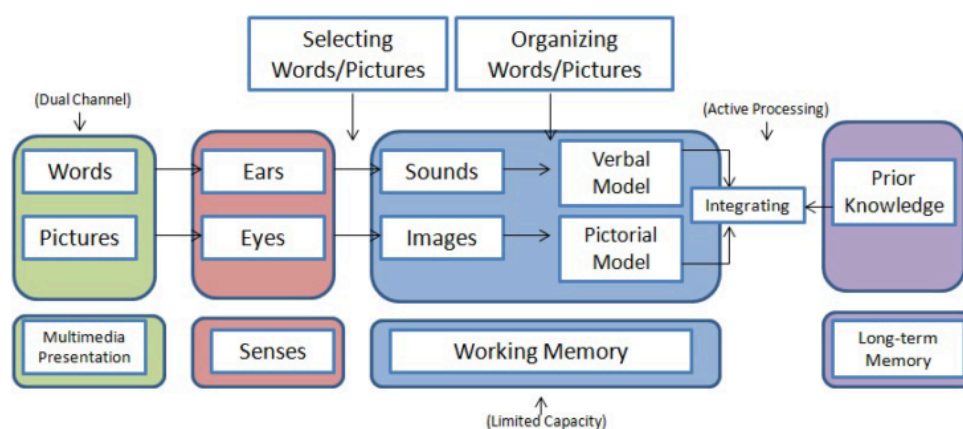 Selecting
Words/Pictures
Organizing
Words/Pictures
(Dual Channel)
(Active Processing)
Words
Ears
Sounds
Verbal
Model
Prior
Knowledge
Integrating
Pictures
Eyes
Images
Pictorial
Model
Multimedia
Presentation
Senses
Working Memory
Long-term
Memory
(Limited Capacity)